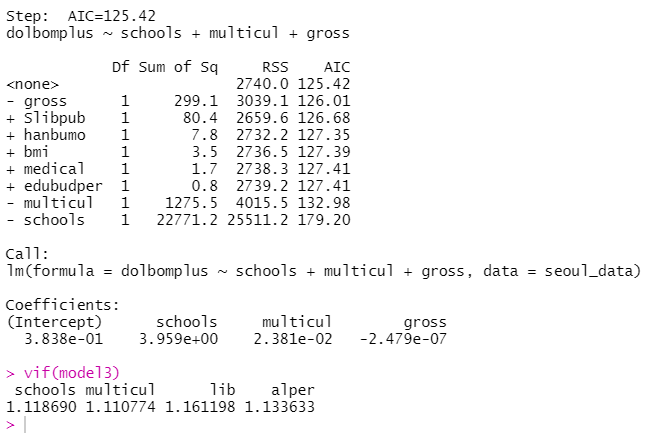 Step:  AIC=125.42
dolbomplus ~ schools + multicul + gross
            Df Sum of Sq     RSS    AIC
<none>                    2740.0 125.42
- gross      1     299.1  3039.1 126.01
+ Slibpub    1      80.4  2659.6 126.68
+ hanbumo    1       7.8  2732.2 127.35
+ bmi        1       3.5  2736.5 127.39
+ medical    1       1.7  2738.3 127.41
+ edubudper  1       0.8  2739.2 127.41
- multicul   1    1275.5  4015.5 132.98
- schools    1   22771.2 25511.2 179.20
Call:
lm(formula = dolbomplus ~ schools + multicul + gross, data = seoul_data)
Coefficients:
(Intercept)      schools     multicul        gross
  3.838e-01    3.959e+00    2.381e-02   -2.479e-07
> vif(model3)
 schools multicul      lib    alper
1.118690 1.110774 1.161198 1.133633
>